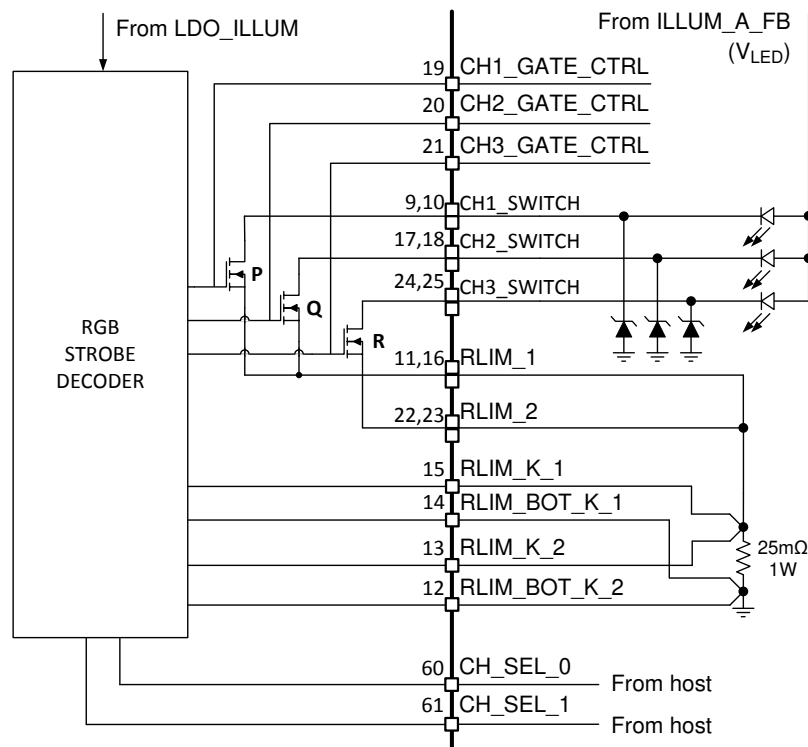 From LDO_ILLUM
From ILLUM_A_FB
(VLED)
19 CH1_GATE_CTRL
20 CH2_GATE_CTRL
21 CH3_GATE_CTRL
9,10 CH1_SWITCH
17,18 CH2_SWITCH
24,25 CH3_SWITCH
P
Q
R
RGB
STROBE
DECODER
11,16 RLIM_1
22,23 RLIM_2
15 RLIM_K_1
14 RLIM_BOT_K_1
13 RLIM_K_2
12 RLIM_BOT_K_2
25mΩ
1W
60 CH_SEL_0
From host
61 CH_SEL_1
From host